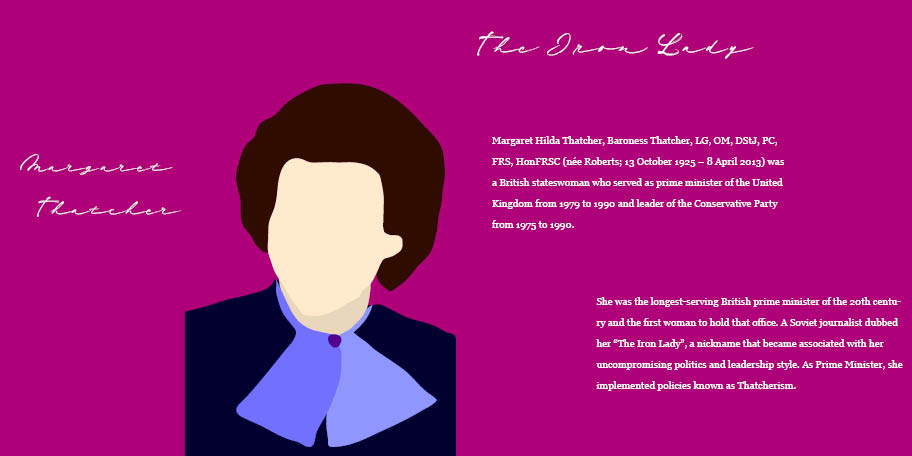 The Iron Lady
Margaret
Thatcher
Margaret Hilda Thatcher, Baroness Thatcher, LG, OM, DStJ, PC,
FRS, HonFRSC (née Roberts; 13 October 1925 – 8 April 2013) was
a British stateswoman who served as prime minister of the United
Kingdom from 1979 to 1990 and leader of the Conservative Party
from 1975 to 1990.
She was the longest-serving British prime minister of the 20th centu-
ry and the first woman to hold that office. A Soviet journalist dubbed
her “The Iron Lady”, a nickname that became associated with her
uncompromising politics and leadership style. As Prime Minister, she
implemented policies known as Thatcherism.